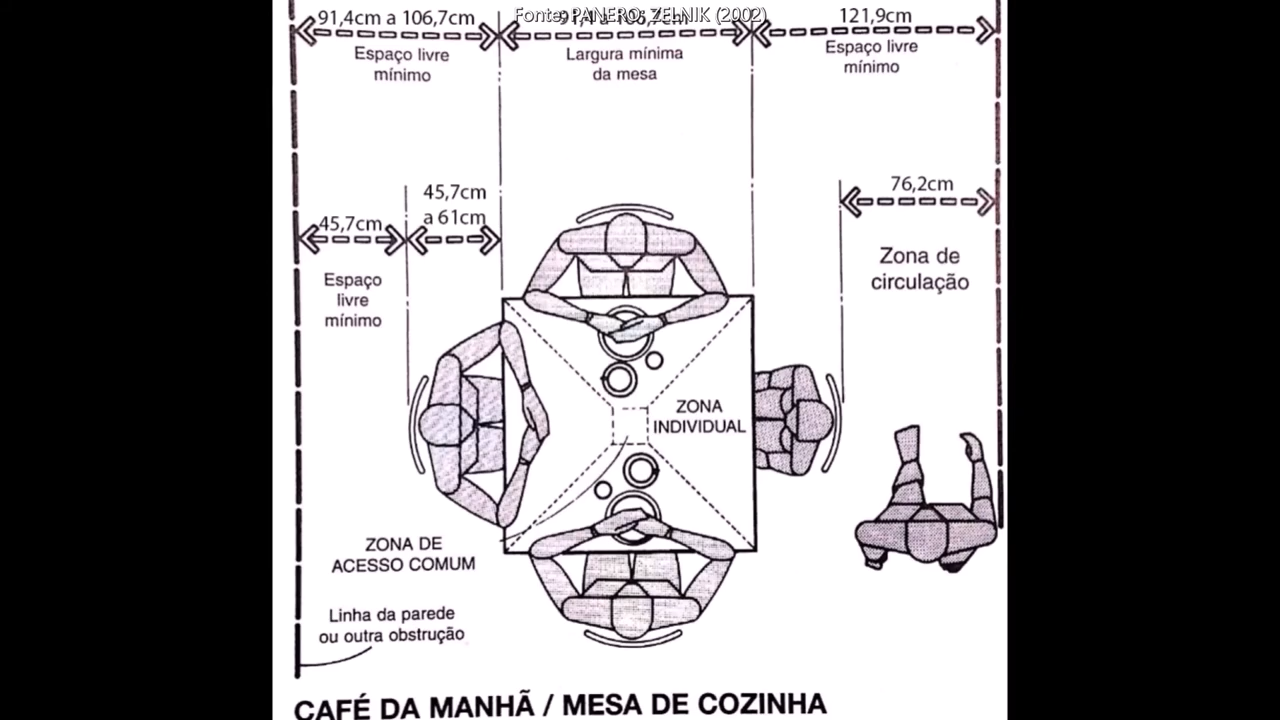 Fonte: PANERO; ZELNIK (2002)
91,4cm a 106,7cm
121,9cm
Espaço livre
mínimo
Largura mínima
da mesa
Espaço livre
mínimo
45,7cm
a 61cm
45,7cm
76,2cm
Espaço
livre
mínimo
Zona de
circulação
ZONA
INDIVIDUAL
ZONA DE
ACESSO COMUM
Linha da parede
ou outra obstrução
CAFÉ DA MANHÃ / MESA DE COZINHA